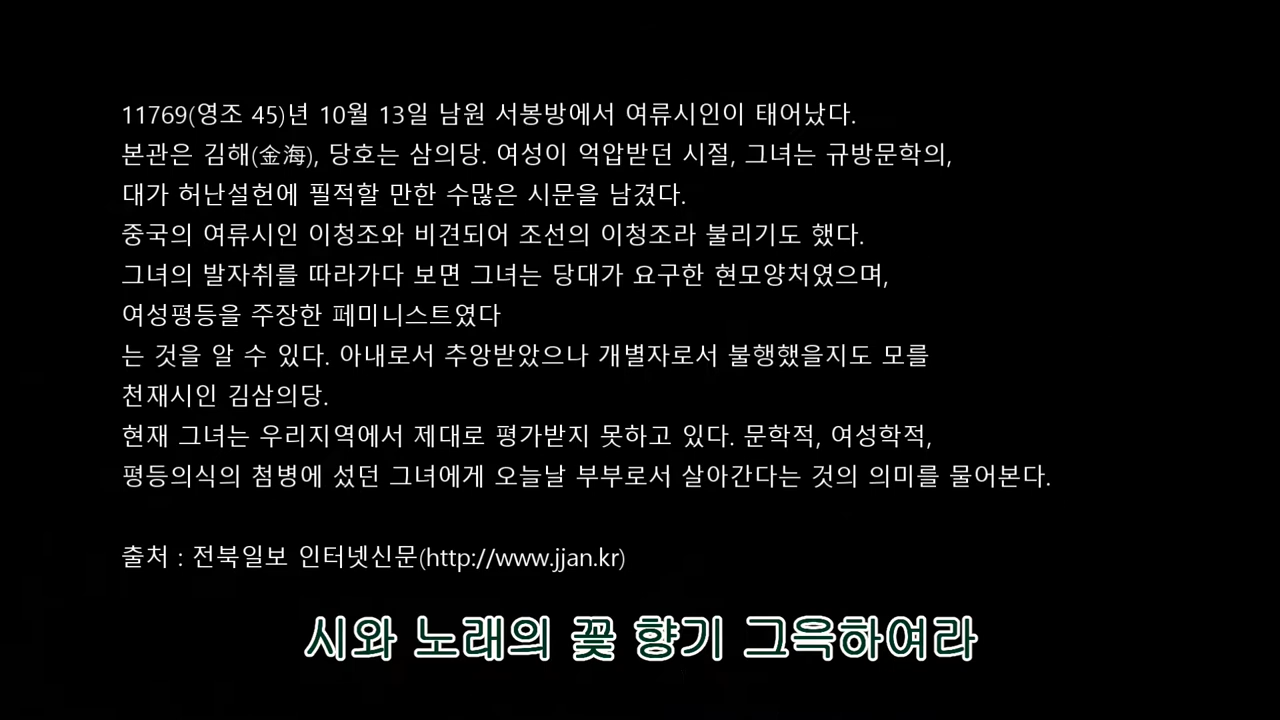 11769(영조 45)년 10월 13일 남원 서봉방에서 여류시인이 태어났다.
본관은 김해(金海), 당호는 삼의당. 여성이 억압받던 시절, 그녀는 규방문학의,
대가 허난설헌에 필적할 만한 수많은 시문을 남겼다.
중국의 여류시인 이청조와 비견되어 조선의 이청조라 불리기도 했다.
그녀의 발자취를 따라가다 보면 그녀는 당대가 요구한 현모양처였으며,
여성평등을 주장한 페미니스트였다
는 것을 알 수 있다. 아내로서 추앙받았으나 개별자로서 불행했을지도 모를
천재시인 김삼의당.
현재 그녀는 우리지역에서 제대로 평가받지 못하고 있다. 문학적, 여성학적,
평등의식의 첨병에 섰던 그녀에게 오늘날 부부로서 살아간다는 것의 의미를 물어본다.
출처 : 전북일보 인터넷신문(http://www.jjan.kr)
시와 노래의 꽃 향기 그윽하여라